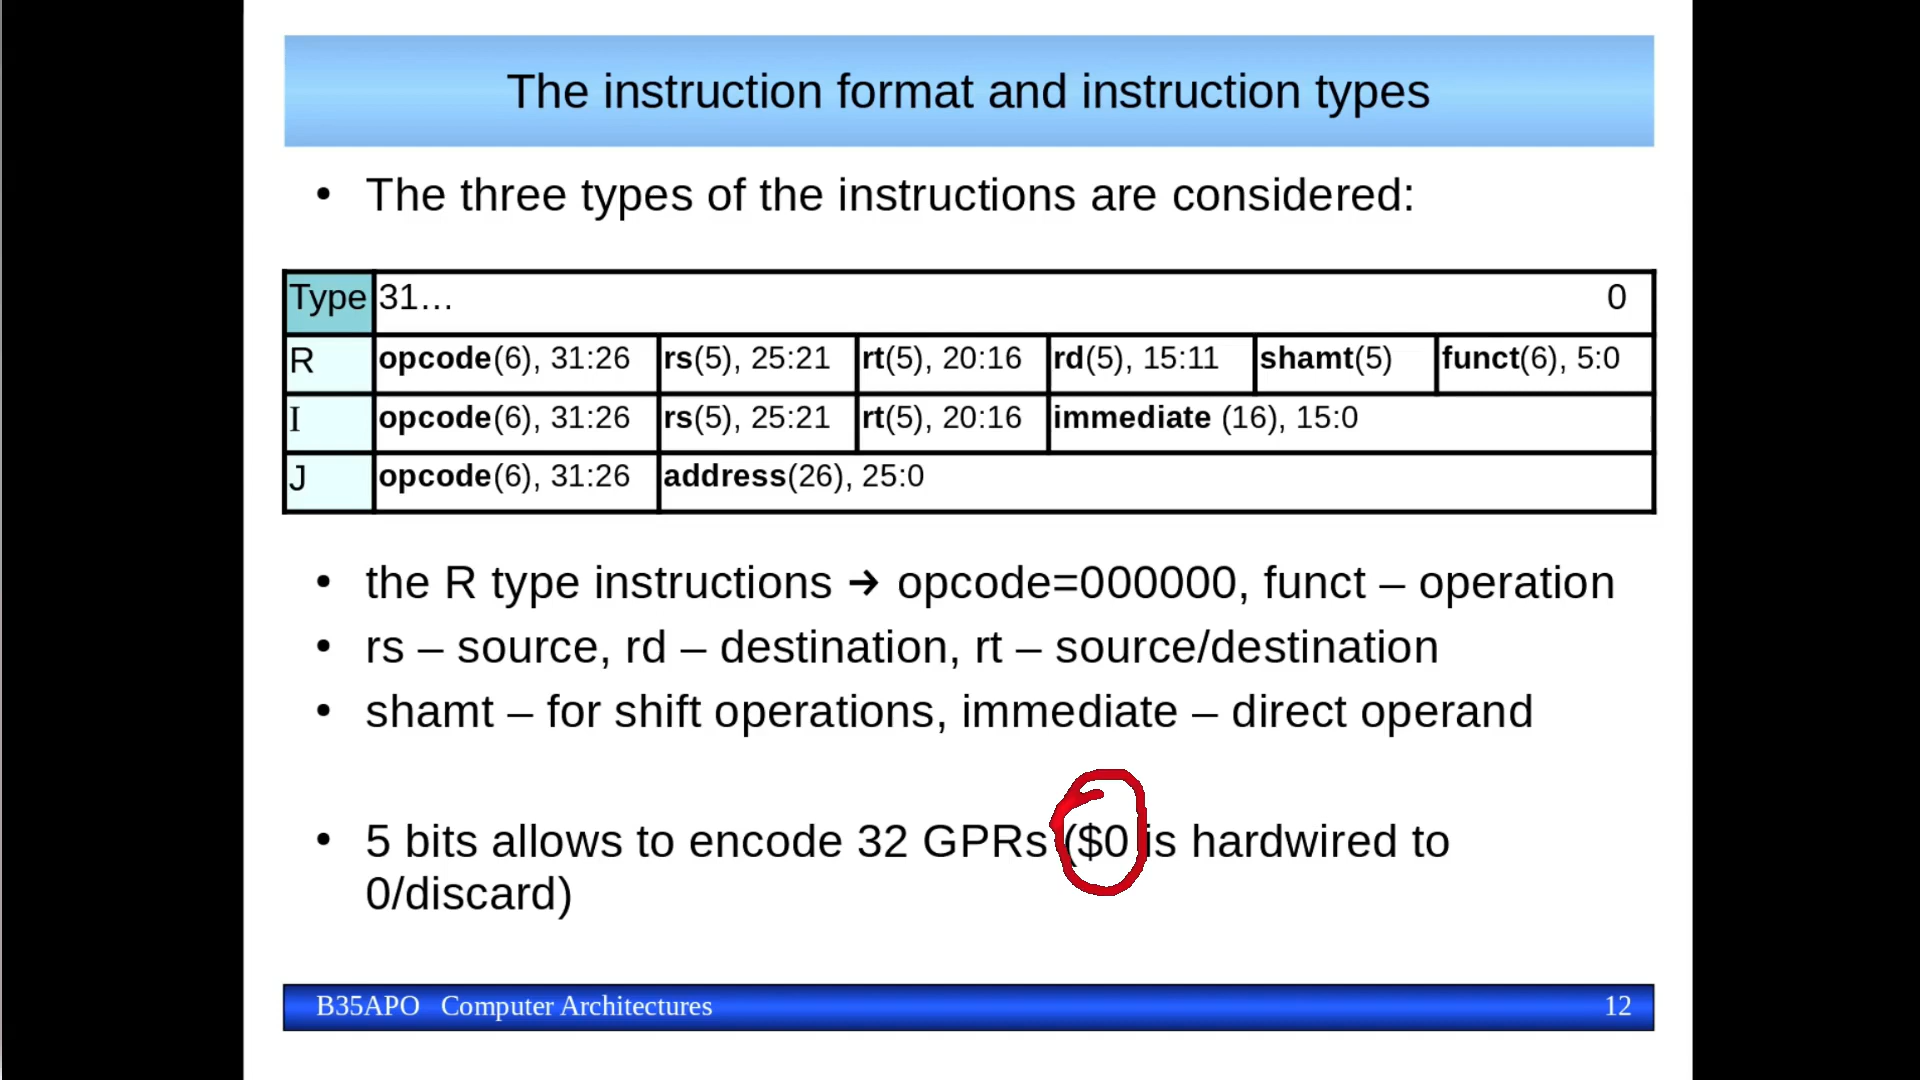 The instruction format and instruction types
• The three types of the instructions are considered:
Type 31… 0
R opcode(6), 31:26 rs(5), 25:21 rt(5), 20:16 rd(5), 15:11 shamt(5) funct(6), 5:0
I opcode(6), 31:26 rs(5), 25:21 rt(5), 20:16 immediate (16), 15:0
J opcode(6), 31:26 address(26), 25:0
• the R type instructions → opcode=000000, funct – operation
• rs – source, rd – destination, rt – source/destination
• shamt – for shift operations, immediate – direct operand
• 5 bits allows to encode 32 GPRs ($0 is hardwired to
0/discard)
B35APO Computer Architectures 12